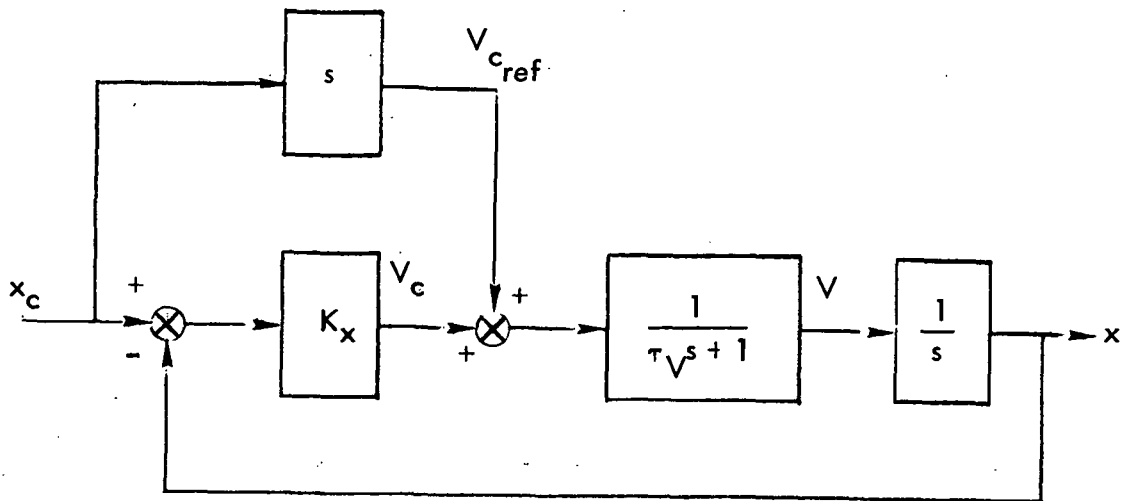 s
V_c_ref
x_c
+
-
K_x
V_c
+
+
1
τ_V s + 1
V
1
s
x